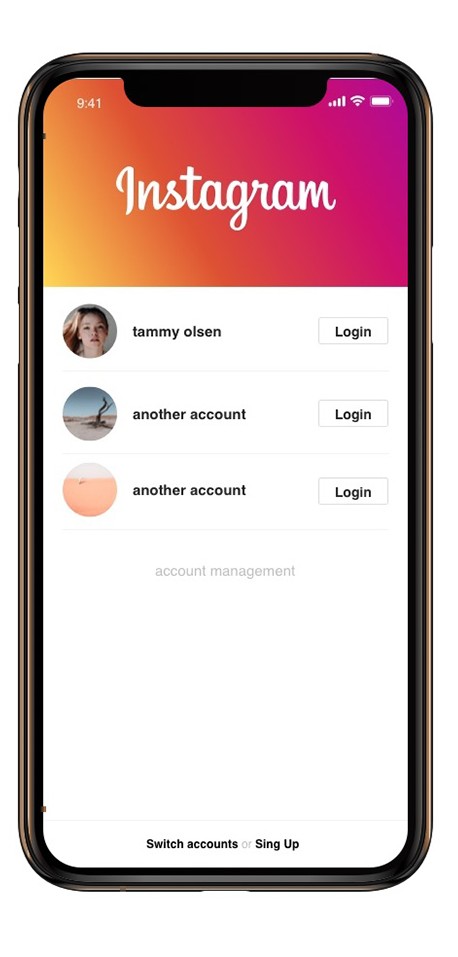 9:41
Instagram
tammy olsen
Login
another account
Login
another account
Login
account management
Switch accounts or Sing Up